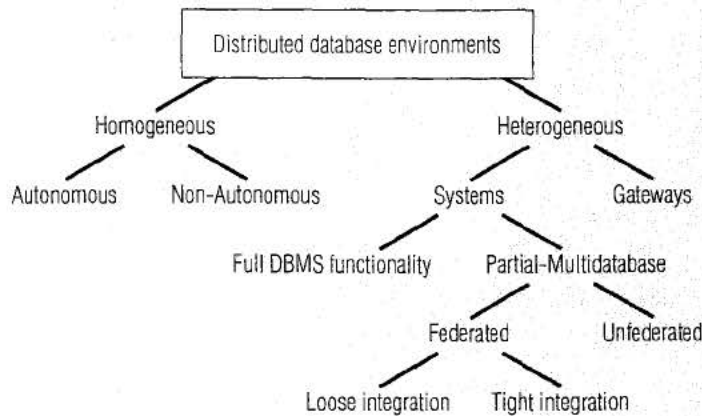 Distributed database environments
Homogeneous
Heterogeneous
Autonomous
Non-Autonomous
Systems
Gateways
Full DBMS functionality
Partial-Multidatabase
Federated
Unfederated
Loose integration
Tight integration